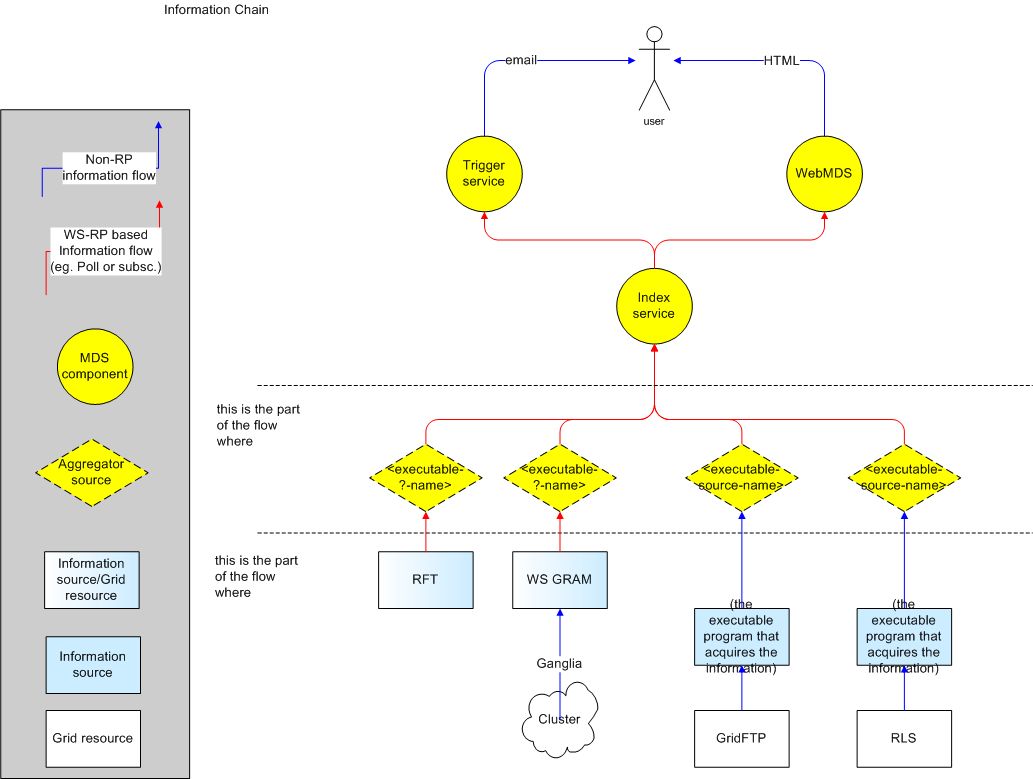 Information Chain
email
HTML
user
Non-RP
information flow
Trigger
service
WebMDS
WS-RP based
Information flow
(eg. Poll or subsc.)
Index
service
MDS
component
this is the part
of the flow
where
Aggregator
source
<executable-
?-name>
<executable-
?-name>
<executable-
source-name>
<executable-
source-name>
this is the part
of the flow
where
Information
source/Grid
resource
RFT
WS GRAM
(the
executable
program that
acquires the
information)
(the
executable
program that
acquires the
information)
Information
source
Ganglia
Cluster
Grid resource
GridFTP
RLS